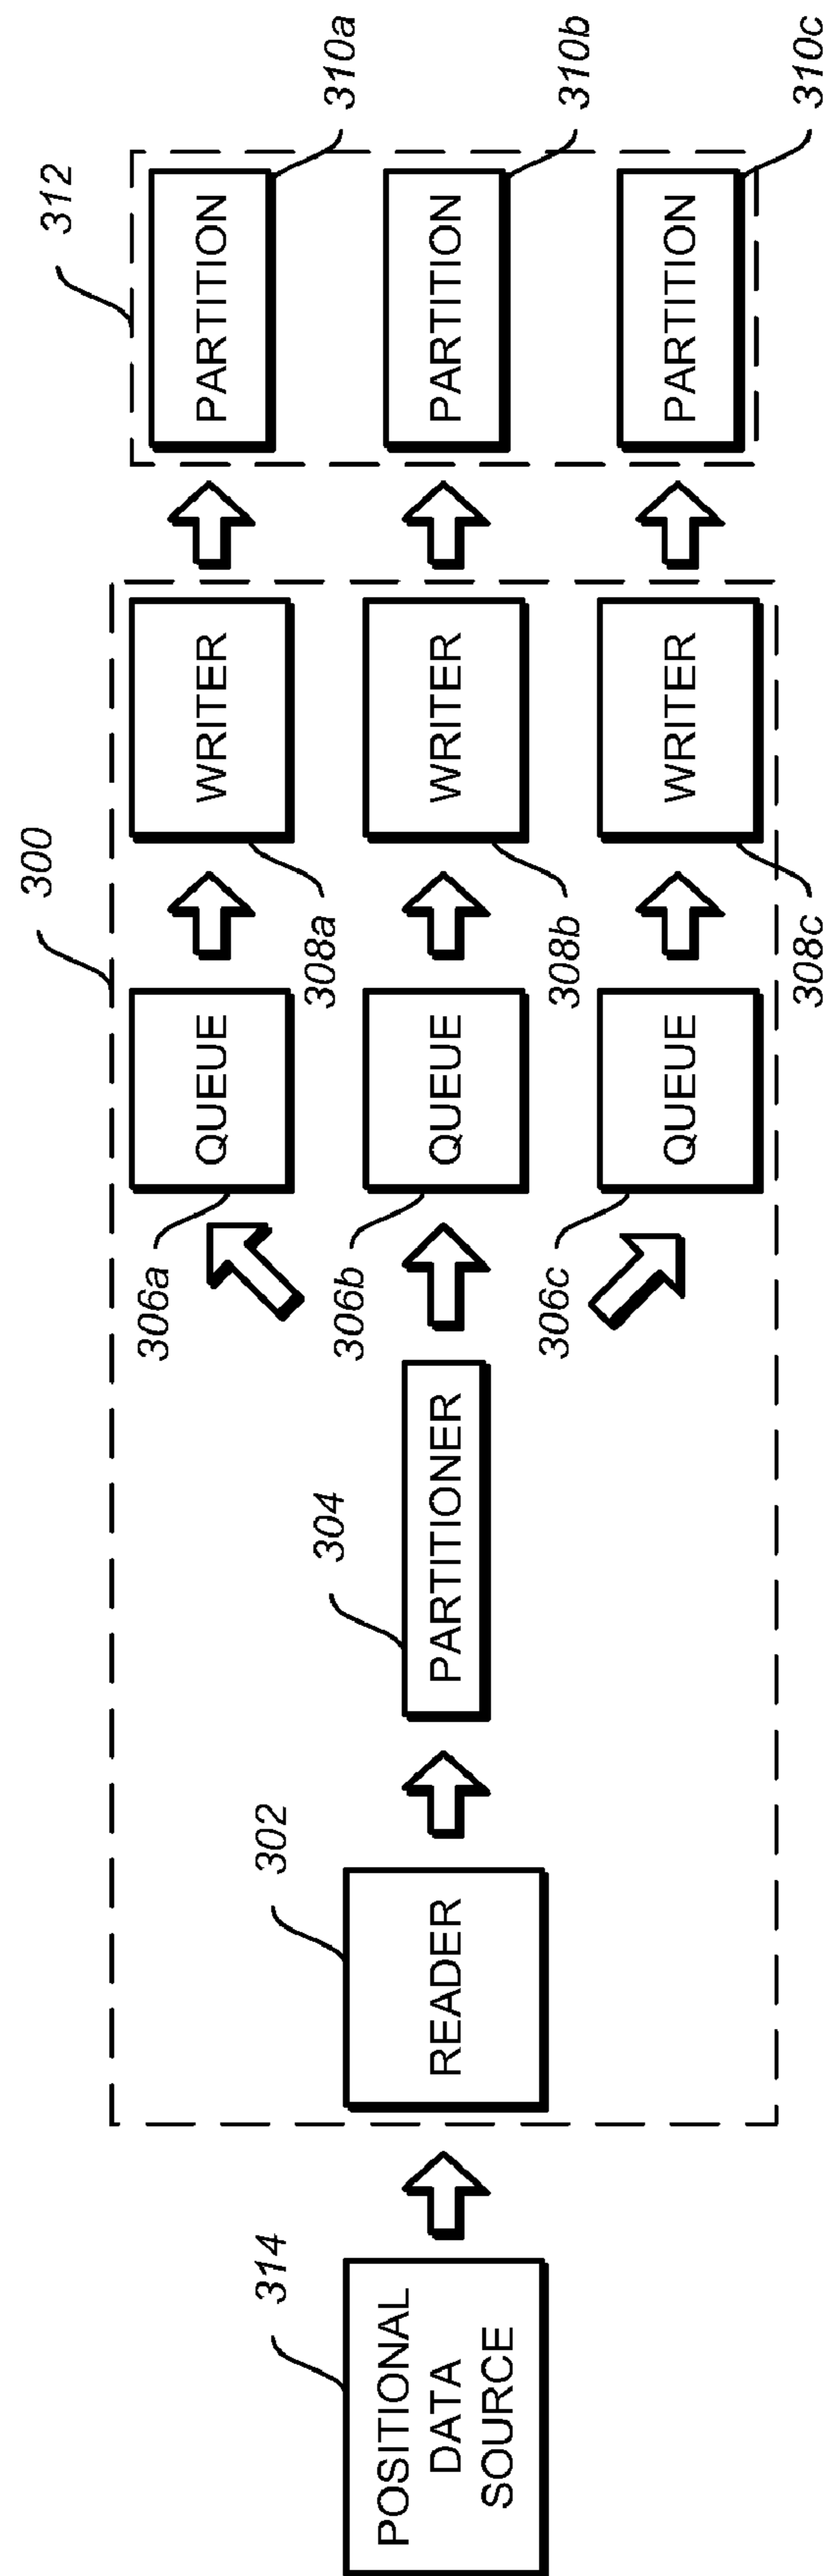 312
310a
310b
310c
PARTITION
PARTITION
PARTITION
300
WRITER
WRITER
WRITER
308a
308b
308c
QUEUE
QUEUE
QUEUE
306a
306b
306c
304
PARTITIONER
302
READER
314
POSITIONAL
DATA
SOURCE